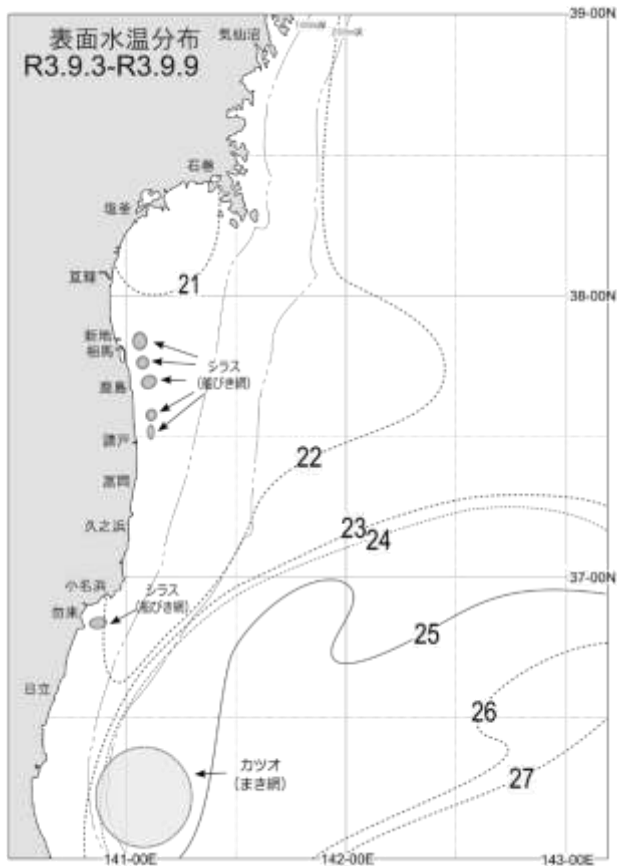 表面水温分布
R3.9.3-R3.9.9
39-00N
気仙沼
石巻
塩釜
亘理
21
38-00N
新地
相馬
鹿島
シラス
(船びき網)
請戸
22
富岡
23
24
久之浜
37-00N
小名浜
シラス
(船びき網)
勿来
25
日立
26
カツオ
(まき網)
27
141-00E
142-00E
143-00E